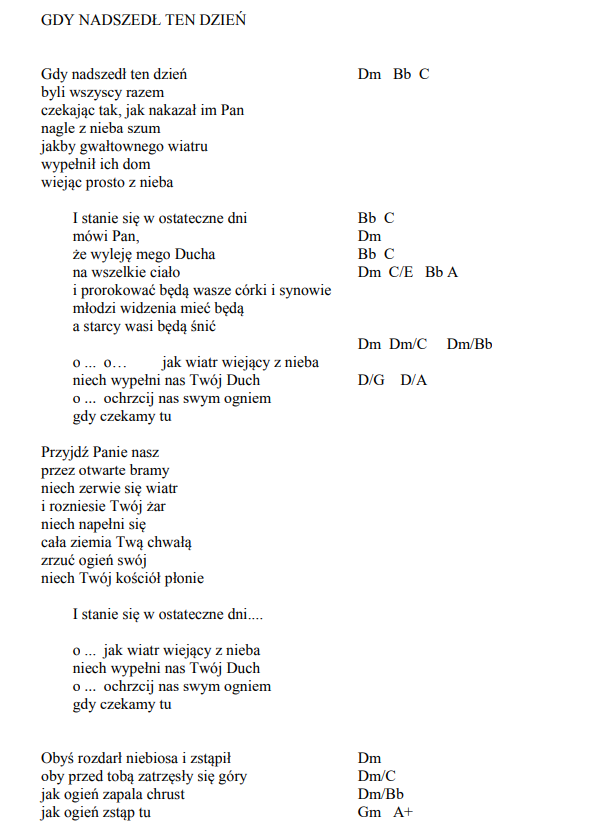 GDY NADSZEDŁ TEN DZIEŃ
Gdy nadszedł ten dzień Dm Bb C
byli wszyscy razem
czekając tak, jak nakazał im Pan
nagle z nieba szum
jakby gwałtownego wiatru
wypełnił ich dom
wiejąc prosto z nieba
I stanie się w ostateczne dni Bb C
mówi Pan, Dm
że wyleję mego Ducha Bb C
na wszelkie ciało Dm C/E Bb A
i prorokować będą wasze córki i synowie
młodzi widzenia mieć będą
a starcy wasi będą śnić
Dm Dm/C Dm/Bb
o ... o… jak wiatr wiejący z nieba
niech wypełni nas Twój Duch D/G D/A
o ... ochrzcij nas swym ogniem
gdy czekamy tu
Przyjdź Panie nasz
przez otwarte bramy
niech zerwie się wiatr
i rozniesie Twój żar
niech napełni się
cała ziemia Twą chwałą
zrzuć ogień swój
niech Twój kościół płonie
I stanie się w ostateczne dni....
o ... jak wiatr wiejący z nieba
niech wypełni nas Twój Duch
o ... ochrzcij nas swym ogniem
gdy czekamy tu
Obyś rozdarł niebiosa i zstąpił Dm
oby przed tobą zatrzęsły się góry Dm/C
jak ogień zapala chrust Dm/Bb
jak ogień zstąp tu Gm A+